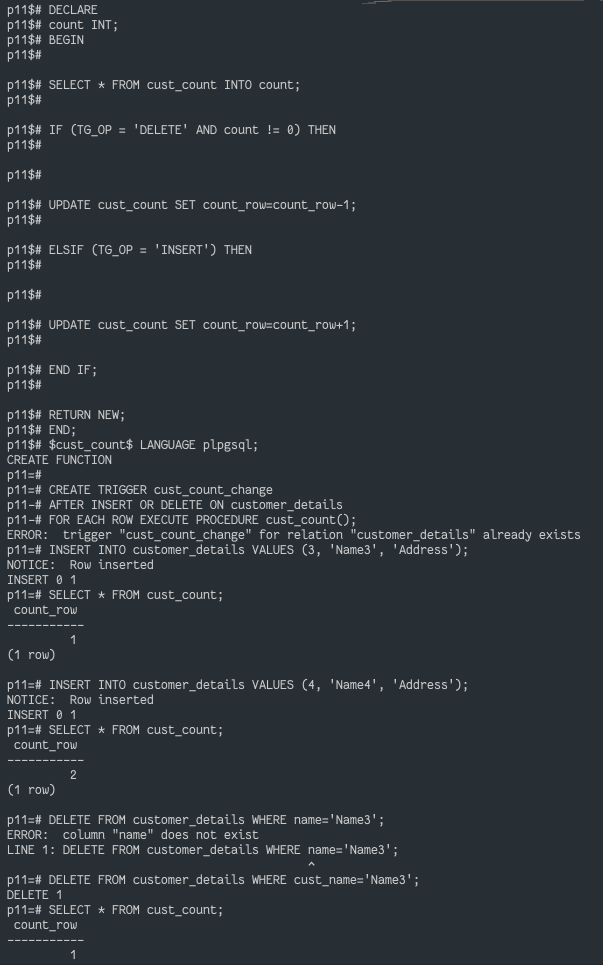 p11$# DECLARE
p11$# count INT;
p11$# BEGIN
p11$#
p11$# SELECT * FROM cust_count INTO count;
p11$#
p11$# IF (TG_OP = 'DELETE' AND count != 0) THEN
p11$#
p11$#
p11$# UPDATE cust_count SET count_row=count_row-1;
p11$#
p11$# ELSIF (TG_OP = 'INSERT') THEN
p11$#
p11$#
p11$# UPDATE cust_count SET count_row=count_row+1;
p11$#
p11$# END IF;
p11$#
p11$# RETURN NEW;
p11$# END;
p11$# $cust_count$ LANGUAGE plpgsql;
CREATE FUNCTION
p11=#
p11=# CREATE TRIGGER cust_count_change
p11-# AFTER INSERT OR DELETE ON customer_details
p11-# FOR EACH ROW EXECUTE PROCEDURE cust_count();
ERROR:  trigger "cust_count_change" for relation "customer_details" already exists
p11=# INSERT INTO customer_details VALUES (3, 'Name3', 'Address');
NOTICE:  Row inserted
INSERT 0 1
p11=# SELECT * FROM cust_count;
 count_row
-----------
         1
(1 row)
p11=# INSERT INTO customer_details VALUES (4, 'Name4', 'Address');
NOTICE:  Row inserted
INSERT 0 1
p11=# SELECT * FROM cust_count;
 count_row
-----------
         2
(1 row)
p11=# DELETE FROM customer_details WHERE name='Name3';
ERROR:  column "name" does not exist
LINE 1: DELETE FROM customer_details WHERE name='Name3';
                                           ^
p11=# DELETE FROM customer_details WHERE cust_name='Name3';
DELETE 1
p11=# SELECT * FROM cust_count;
 count_row
-----------
         1